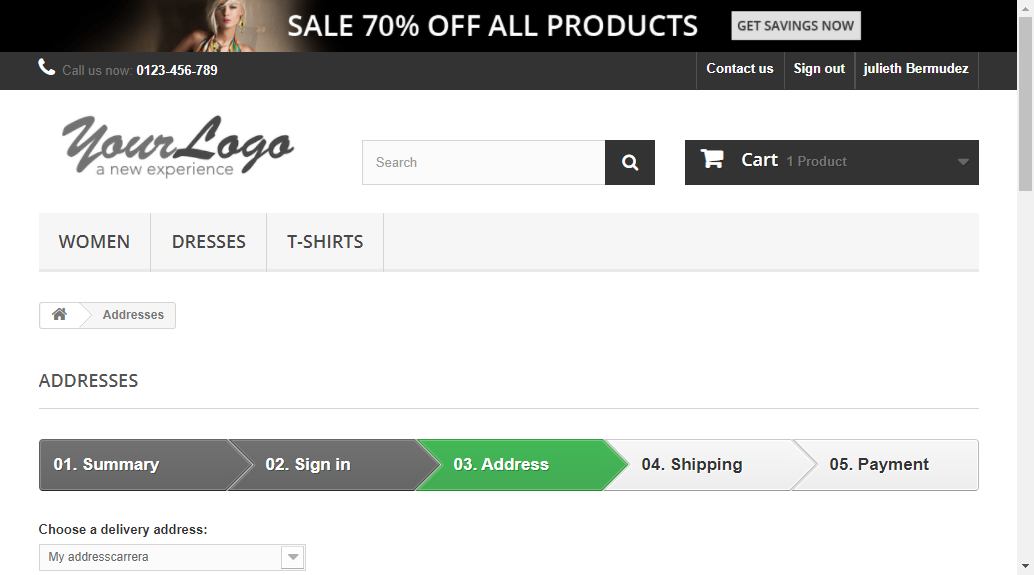 SALE 70% OFF ALL PRODUCTS GET SAVINGS NOW
Call us now: 0123-456-789 Contact us Sign out julieth Bermudez
YourLogo
a new experience
Search
Cart 1 Product
WOMEN DRESSES T-SHIRTS
Addresses
ADDRESSES
01. Summary 02. Sign in 03. Address 04. Shipping 05. Payment
Choose a delivery address:
My addresscarrera